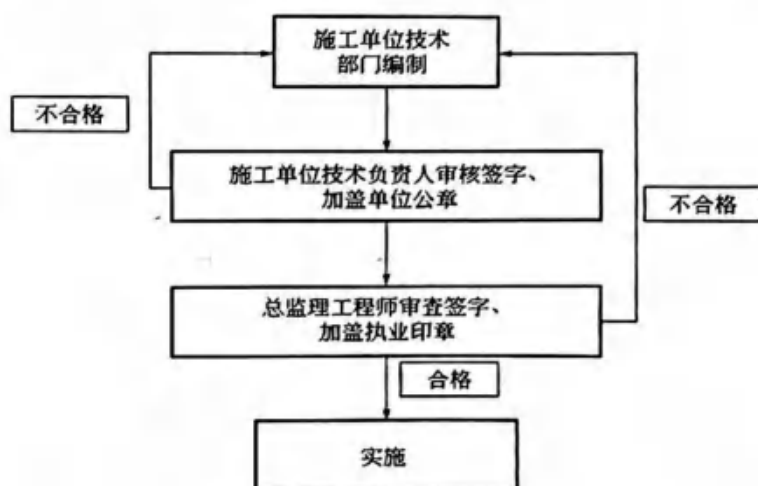 施工单位技术
部门编制
不合格
施工单位技术负责人审核签字、
加盖单位公章
不合格
总监理工程师审查签字、
加盖执业印章
合格
实施